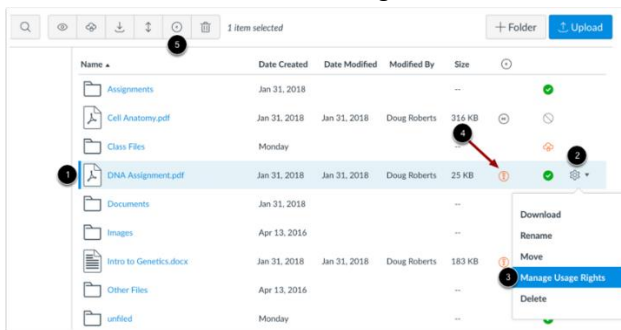 1 item selected
+ Folder
Upload
5
Name Date Created Date Modified Modified By Size
Assignments Jan 31, 2018 --
Cell Anatomy.pdf Jan 31, 2018 Jan 31, 2018 Doug Roberts 316 KB
4
Class Files Monday --
2
1 DNA Assignment.pdf Jan 31, 2018 Jan 31, 2018 Doug Roberts 25 KB
Documents Jan 31, 2018 --
Download
Images Apr 13, 2016 --
Rename
Intro to Genetics.docx Jan 31, 2018 Jan 31, 2018 Doug Roberts 183 KB
Move
3 Manage Usage Rights
Other Files Apr 13, 2016 --
Delete
unfiled Monday --